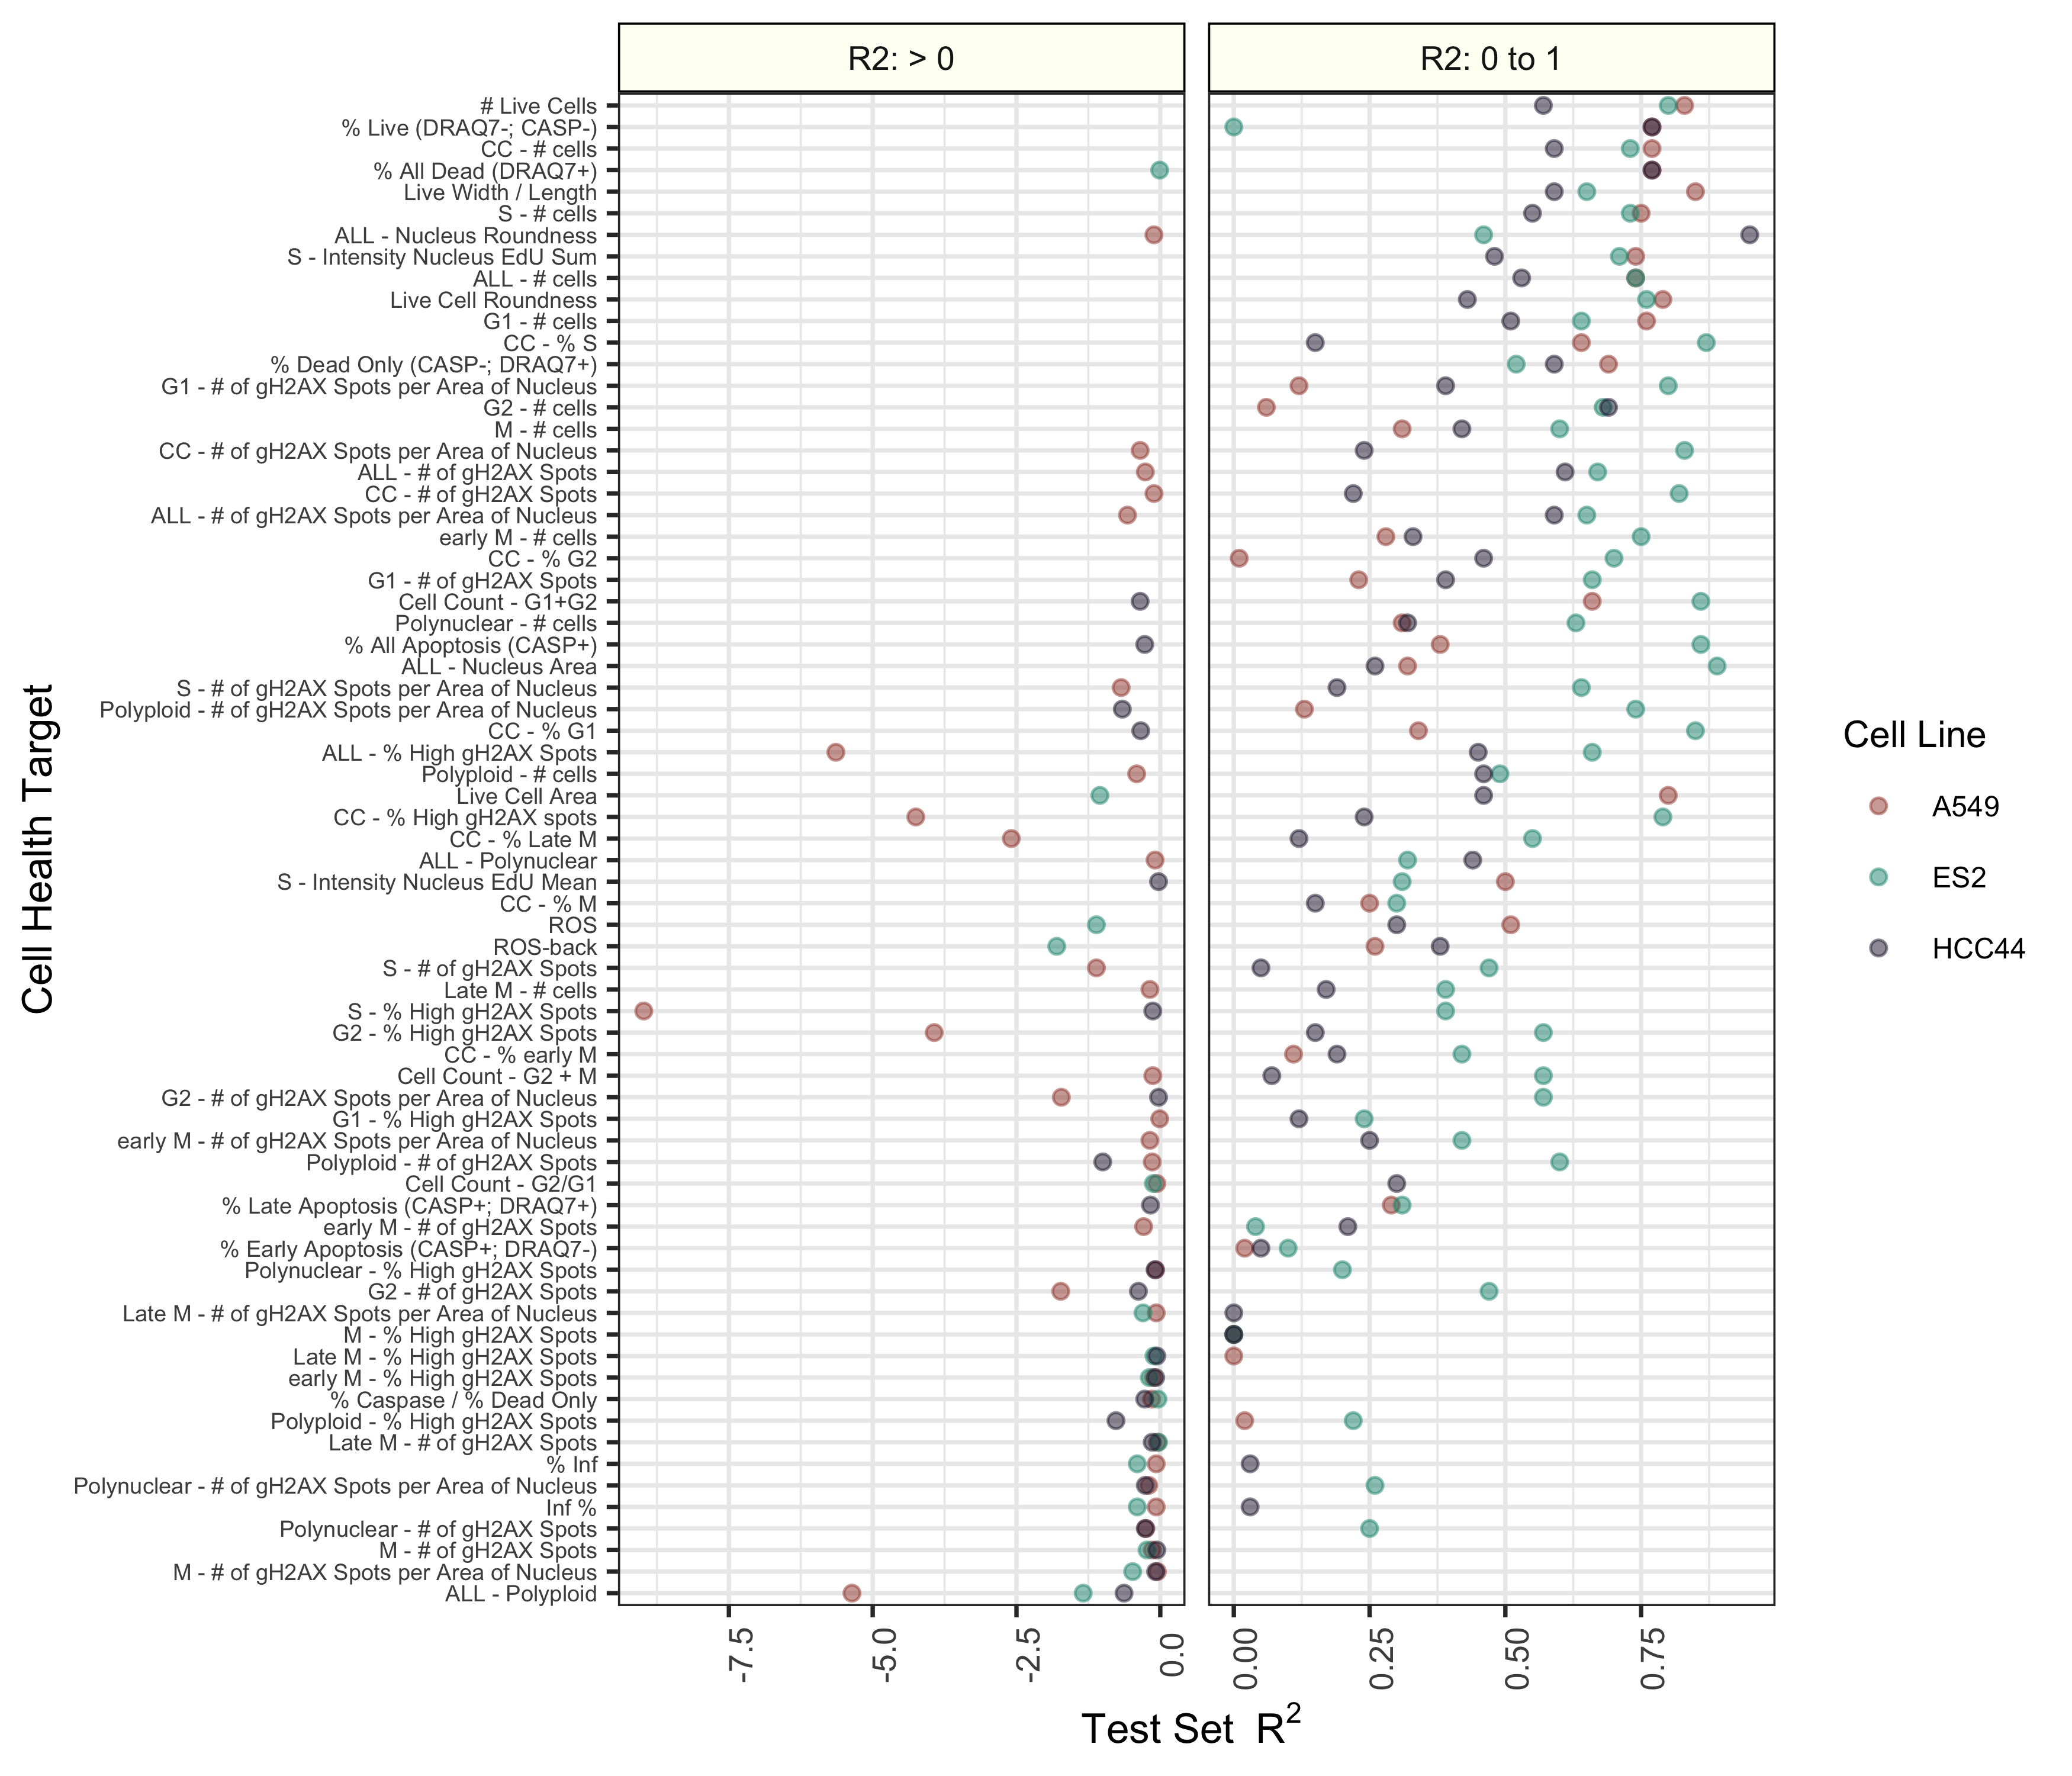 R2: > 0
R2: 0 to 1
# Live Cells
% Live (DRAQ7-; CASP-)
CC - # cells
% All Dead (DRAQ7+)
Live Width / Length
S - # cells
ALL - Nucleus Roundness
S - Intensity Nucleus EdU Sum
ALL - # cells
Live Cell Roundness
G1 - # cells
CC - % S
% Dead Only (CASP-; DRAQ7+)
G1 - # of gH2AX Spots per Area of Nucleus
G2 - # cells
M - # cells
CC - # of gH2AX Spots per Area of Nucleus
ALL - # of gH2AX Spots
CC - # of gH2AX Spots
ALL - # of gH2AX Spots per Area of Nucleus
early M - # cells
CC - % G2
G1 - # of gH2AX Spots
Cell Count - G1+G2
Polynuclear - # cells
% All Apoptosis (CASP+)
ALL - Nucleus Area
S - # of gH2AX Spots per Area of Nucleus
Polyploid - # of gH2AX Spots per Area of Nucleus
CC - % G1
ALL - % High gH2AX Spots
Polyploid - # cells
Live Cell Area
CC - % High gH2AX spots
CC - % Late M
ALL - Polynuclear
S - Intensity Nucleus EdU Mean
CC - % M
ROS
ROS-back
S - # of gH2AX Spots
Late M - # cells
S - % High gH2AX Spots
G2 - % High gH2AX Spots
CC - % early M
Cell Count - G2 + M
G2 - # of gH2AX Spots per Area of Nucleus
G1 - % High gH2AX Spots
early M - # of gH2AX Spots per Area of Nucleus
Polyploid - # of gH2AX Spots
Cell Count - G2/G1
% Late Apoptosis (CASP+; DRAQ7+)
early M - # of gH2AX Spots
% Early Apoptosis (CASP+; DRAQ7-)
Polynuclear - % High gH2AX Spots
G2 - # of gH2AX Spots
Late M - # of gH2AX Spots per Area of Nucleus
M - % High gH2AX Spots
Late M - % High gH2AX Spots
early M - % High gH2AX Spots
% Caspase / % Dead Only
Polyploid - % High gH2AX Spots
Late M - # of gH2AX Spots
% Inf
Polynuclear - # of gH2AX Spots per Area of Nucleus
Inf %
Polynuclear - # of gH2AX Spots
M - # of gH2AX Spots
M - # of gH2AX Spots per Area of Nucleus
ALL - Polyploid
Cell Health Target
-7.5
-5.0
-2.5
0.0
0.00
0.25
0.50
0.75
Test Set R²
Cell Line
A549
ES2
HCC44